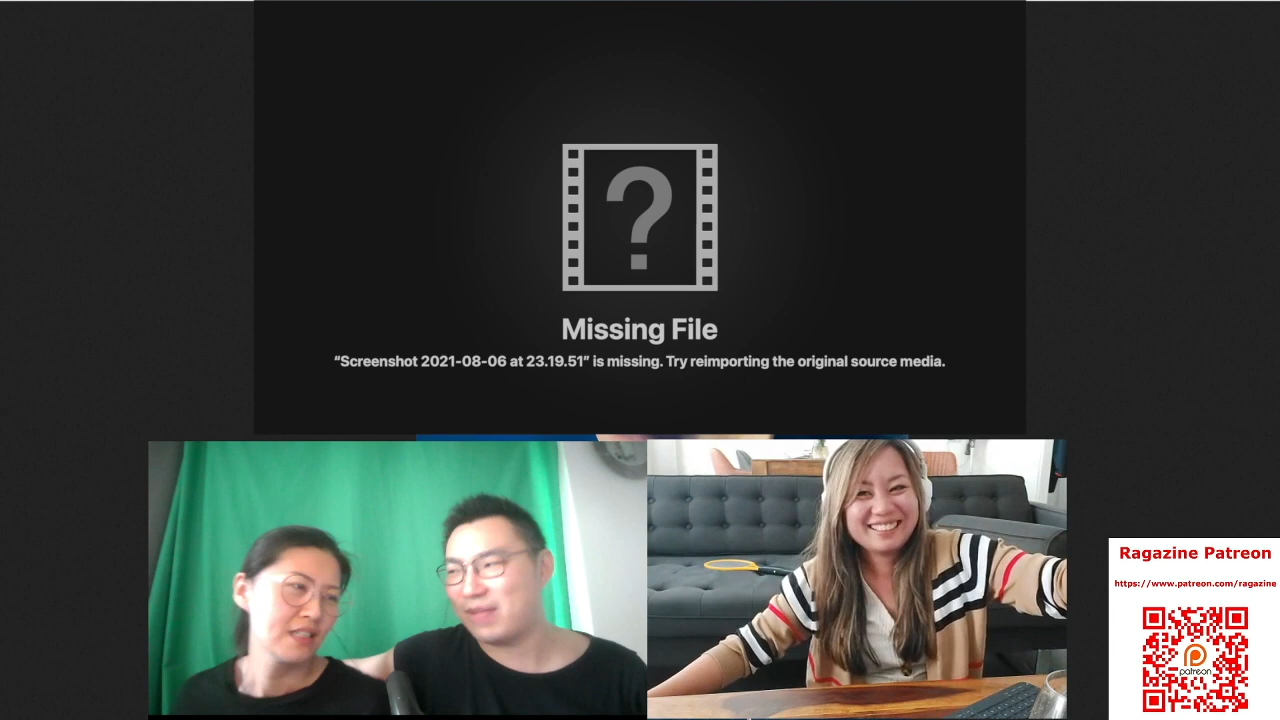 Missing File
“Screenshot 2021-08-06 at 23.19.51” is missing. Try reimporting the original source media.
Ragazine Patreon
https://www.patreon.com/ragazine
patreon